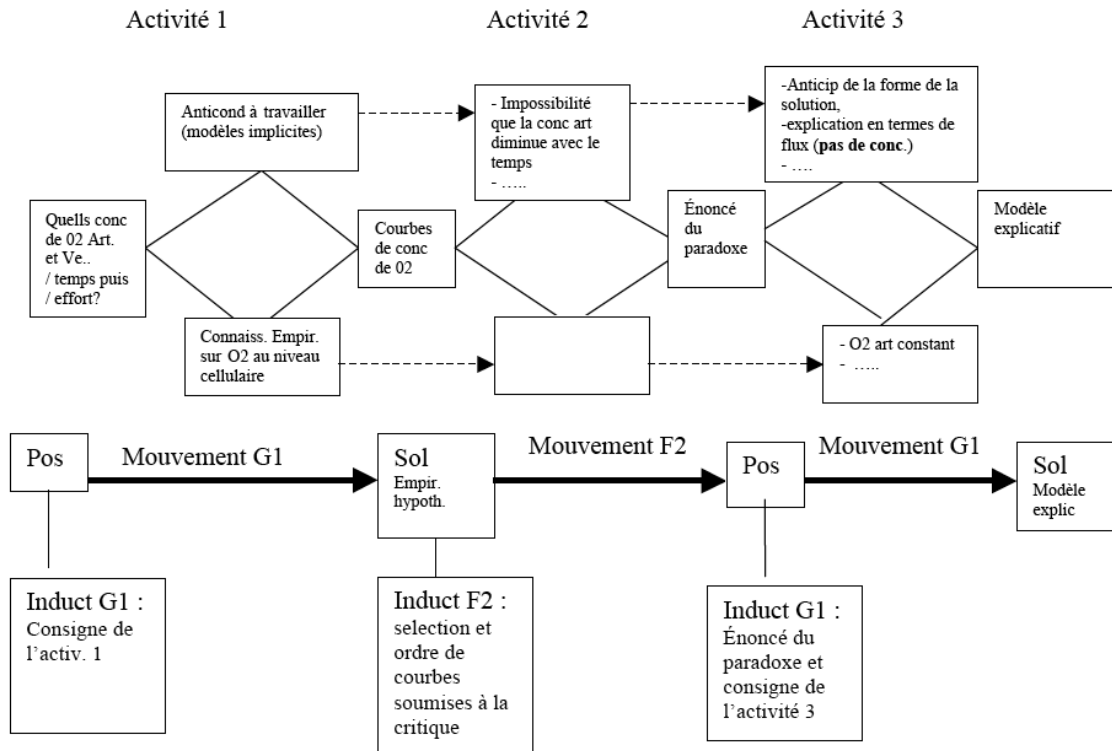 Activité 1
Activité 2
Activité 3
Anticond à travailler
(modèles implicites)
- Impossibilité
que la conc art
diminue avec le
temps
- …..
-Anticip de la forme de la
solution,
-explication en termes de
flux (pas de conc.)
- ….
Quells conc
de 02 Art.
et Ve..
/ temps puis
/ effort?
Courbes
de conc
de 02
Énoncé
du
paradoxe
Modèle
explicatif
Connaiss. Empir.
sur O2 au niveau
cellulaire
- O2 art constant
- …..
Pos
Mouvement G1
Sol
Empir.
hypoth.
Mouvement F2
Pos
Mouvement G1
Sol
Modèle
explic
Induct G1 :
Consigne de
l’activ. 1
Induct F2 :
selection et
ordre de
courbes
soumises à la
critique
Induct G1 :
Énoncé du
paradoxe et
consigne de
l’activité 3